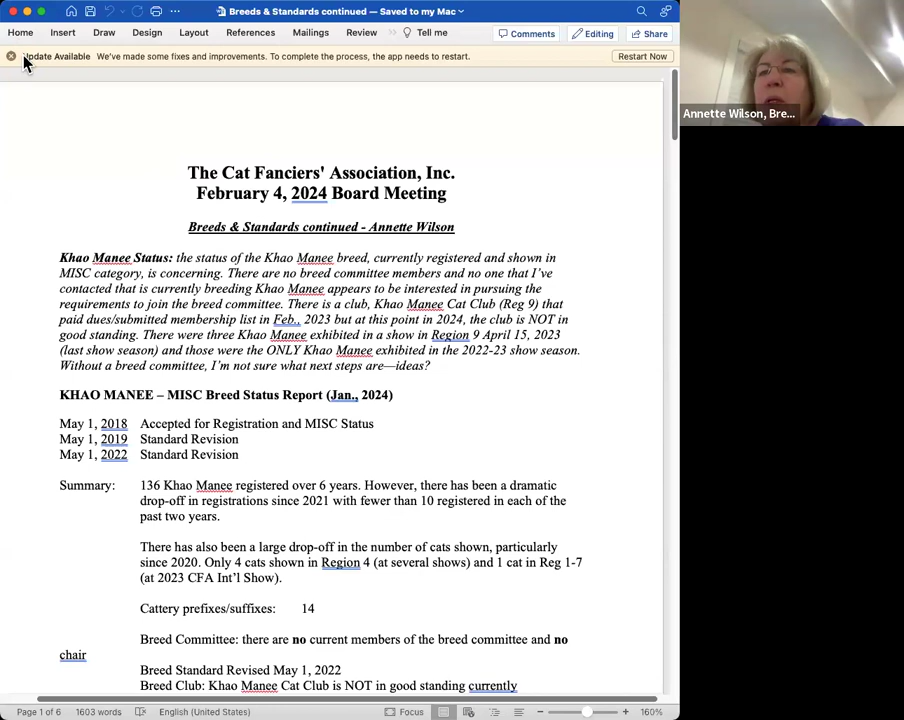 Breeds & Standards continued — Saved to my Mac
Home Insert Draw Design Layout References Mailings Review Tell me Comments Editing Share
Update Available We've made some fixes and improvements. To complete the process, the app needs to restart. Restart Now
Annette Wilson, Bre...
The Cat Fanciers' Association, Inc.
February 4, 2024 Board Meeting
Breeds & Standards continued - Annette Wilson
Khao Manee Status: the status of the Khao Manee breed, currently registered and shown in
MISC category, is concerning. There are no breed committee members and no one that I've
contacted that is currently breeding Khao Manee appears to be interested in pursuing the
requirements to join the breed committee. There is a club, Khao Manee Cat Club (Reg 9) that
paid dues/submitted membership list in Feb., 2023 but at this point in 2024, the club is NOT in
good standing. There were three Khao Manee exhibited in a show in Region 9 April 15, 2023
(last show season) and those were the ONLY Khao Manee exhibited in the 2022-23 show season.
Without a breed committee, I'm not sure what next steps are—ideas?
KHAO MANEE – MISC Breed Status Report (Jan., 2024)
May 1, 2018 Accepted for Registration and MISC Status
May 1, 2019 Standard Revision
May 1, 2022 Standard Revision
Summary: 136 Khao Manee registered over 6 years. However, there has been a dramatic
drop-off in registrations since 2021 with fewer than 10 registered in each of the
past two years.
There has also been a large drop-off in the number of cats shown, particularly
since 2020. Only 4 cats shown in Region 4 (at several shows) and 1 cat in Reg 1-7
(at 2023 CFA Int'l Show).
Cattery prefixes/suffixes: 14
Breed Committee: there are no current members of the breed committee and no
chair
Breed Standard Revised May 1, 2022
Breed Club: Khao Manee Cat Club is NOT in good standing currently
Page 1 of 6 1603 words English (United States) Focus 160%